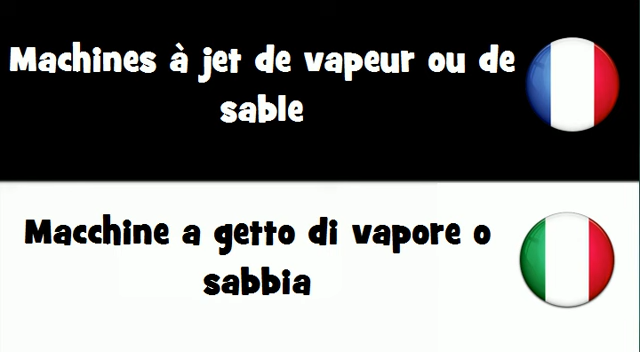 Machines à jet de vapeur ou de
sable
Macchine a getto di vapore o
sabbia